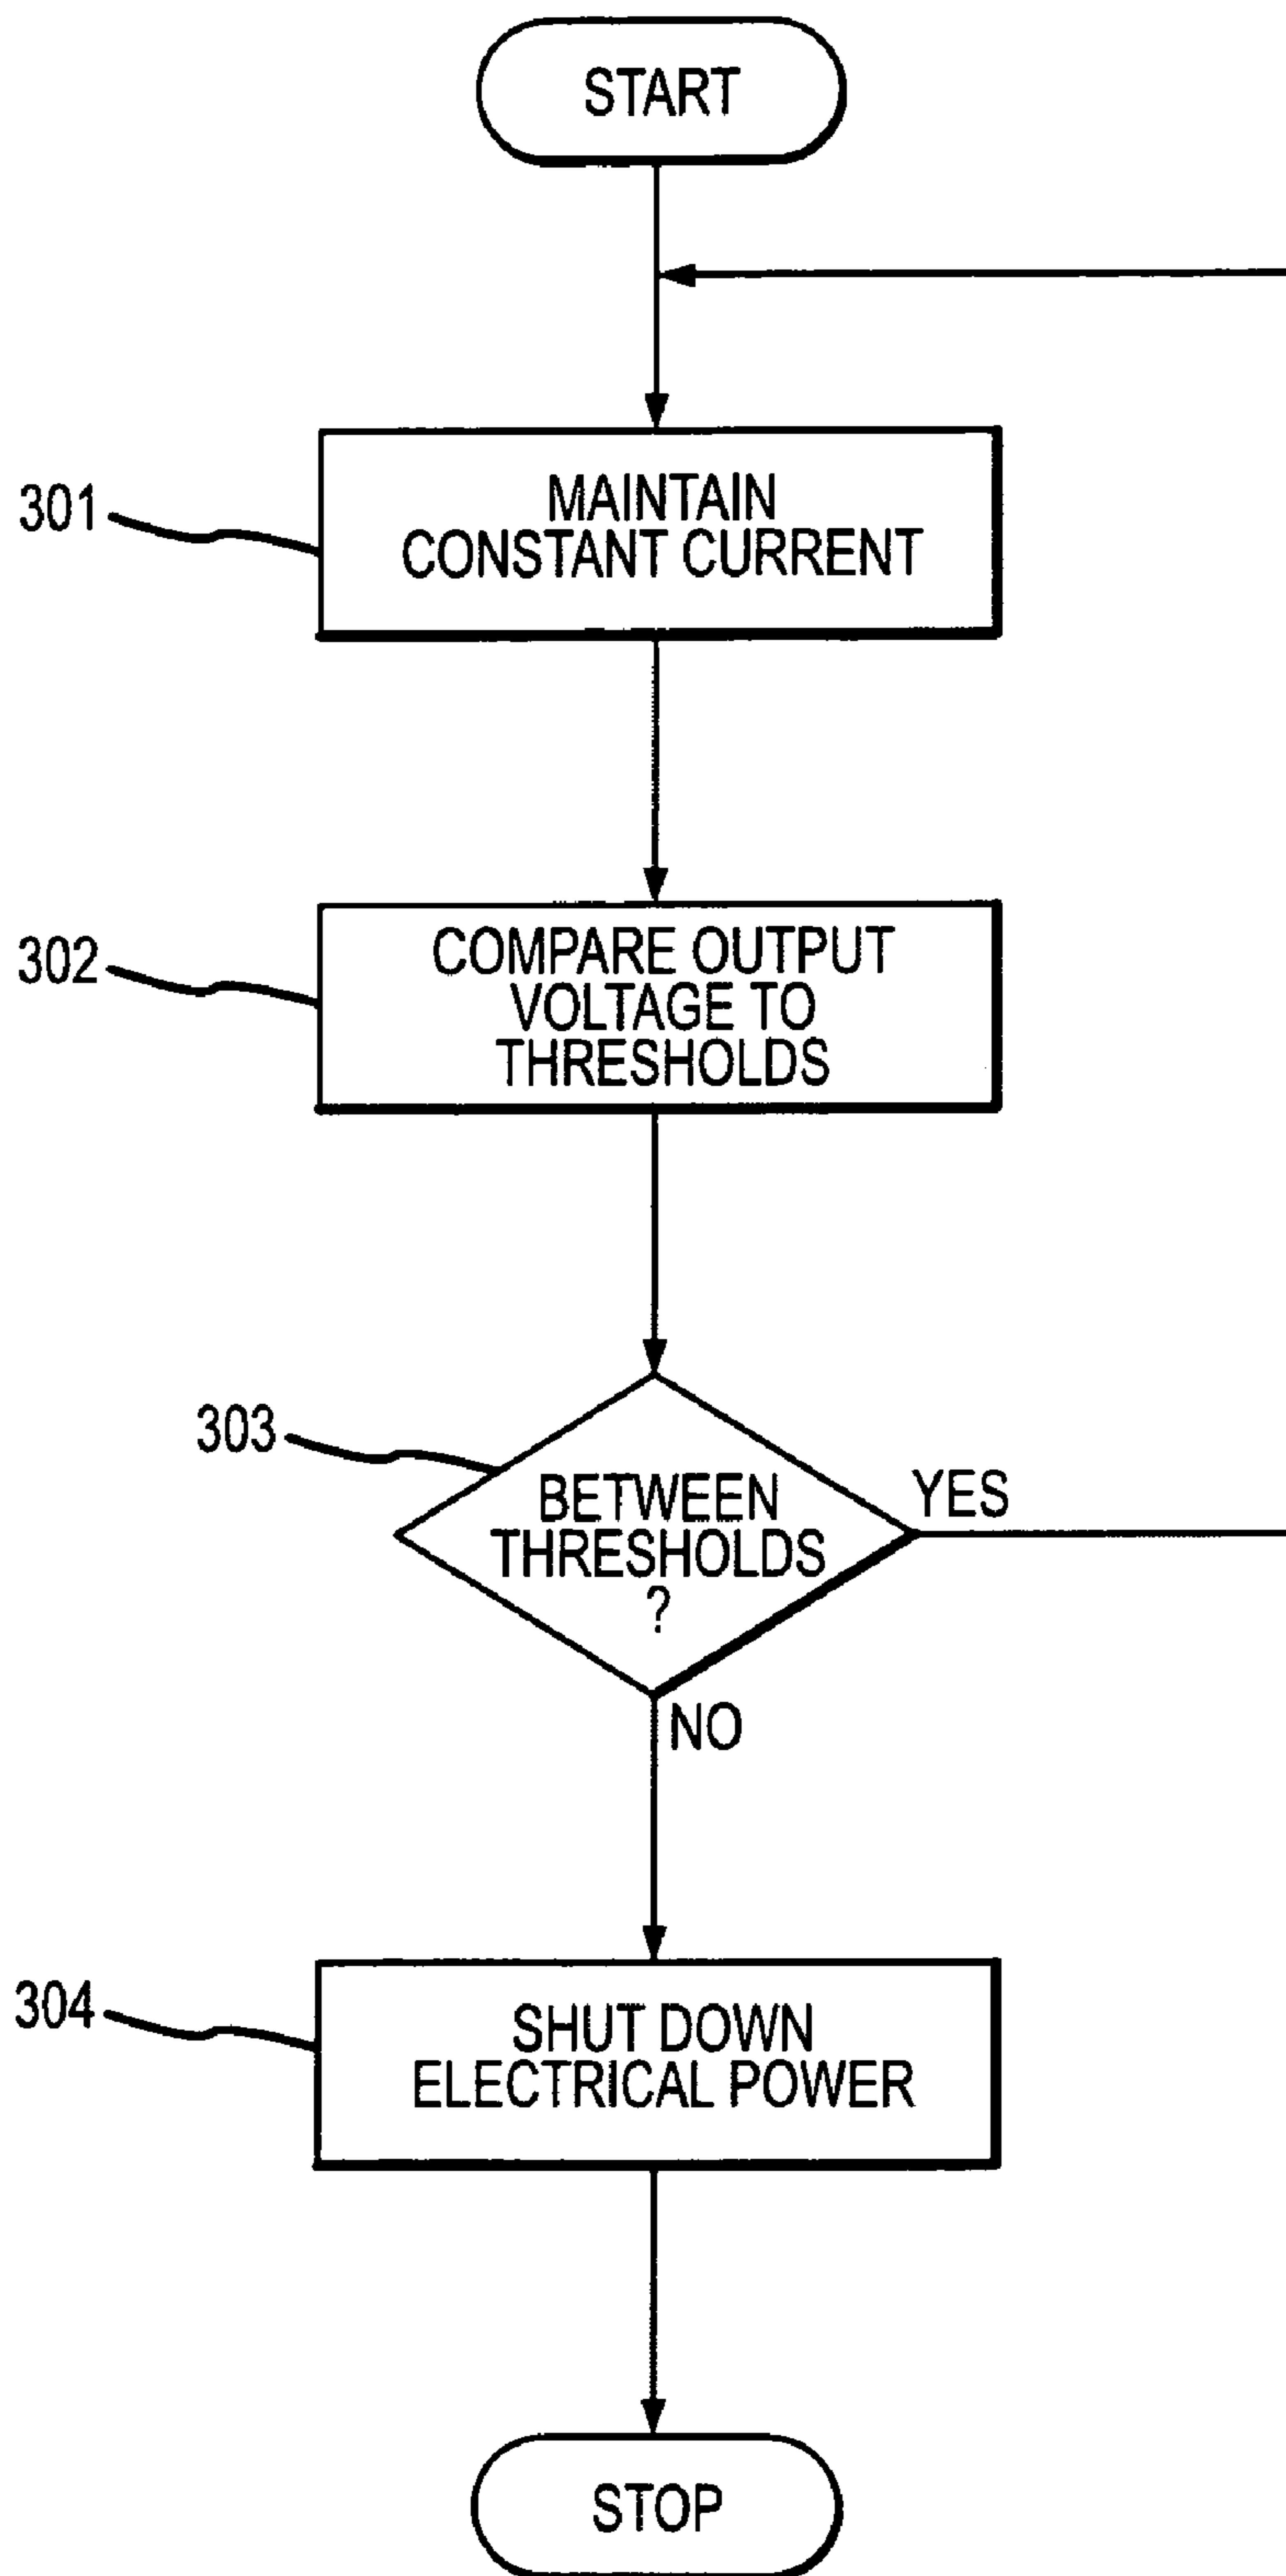 START
301
MAINTAIN
CONSTANT CURRENT
302
COMPARE OUTPUT
VOLTAGE TO
THRESHOLDS
303
BETWEEN
THRESHOLDS
?
YES
NO
304
SHUT DOWN
ELECTRICAL POWER
STOP